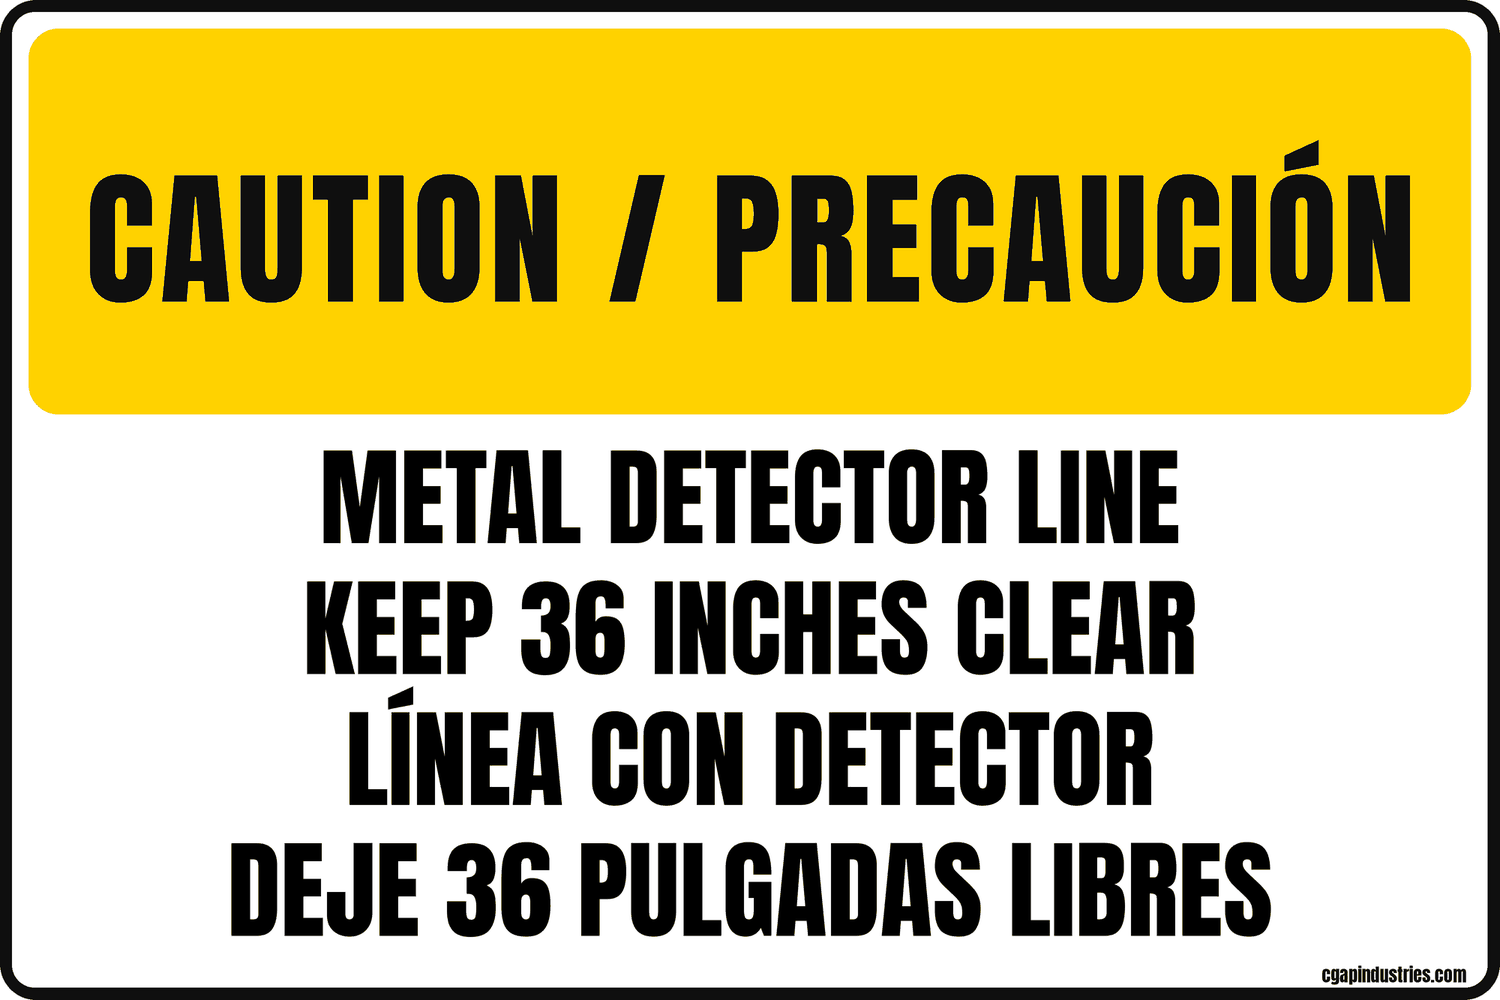 CAUTION / PRECAUCIÓN
METAL DETECTOR LINE
KEEP 36 INCHES CLEAR
LÍNEA CON DETECTOR
DEJE 36 PULGADAS LIBRES
cgapindustries.com